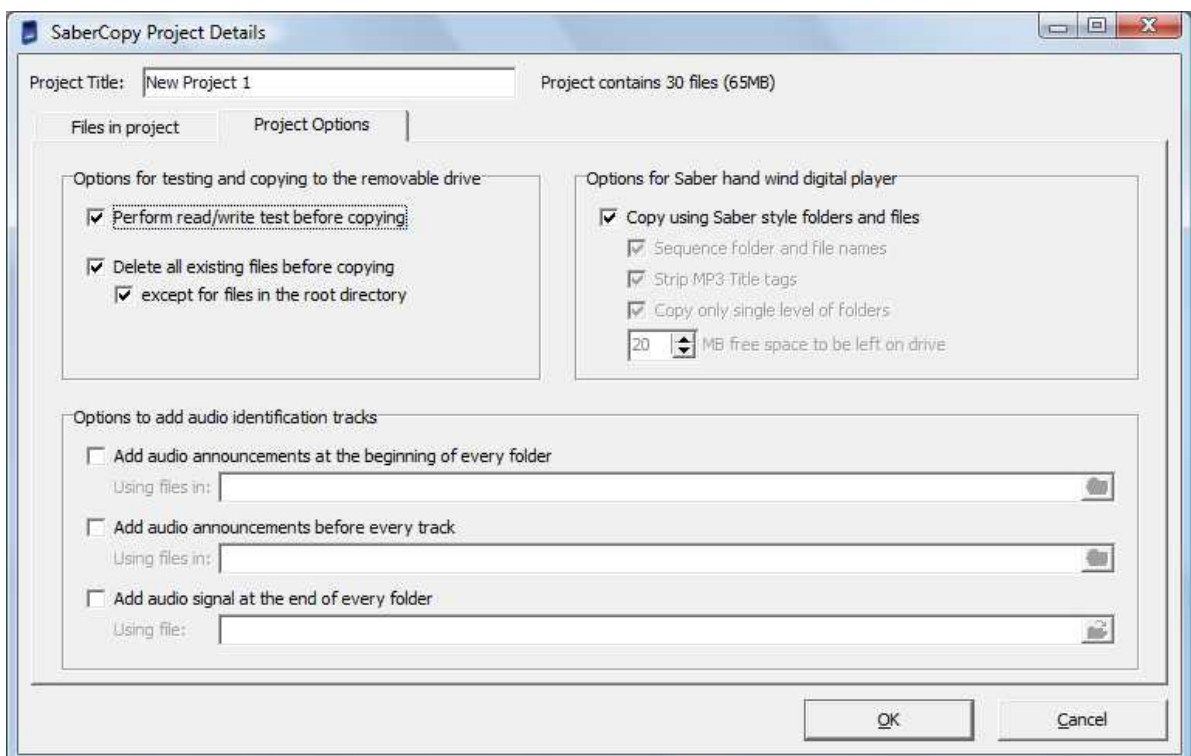 SaberCopy Project Details
Project Title: New Project 1 Project contains 30 files (65MB)
Files in project Project Options
Options for testing and copying to the removable drive
Perform read/write test before copying
Delete all existing files before copying
except for files in the root directory
Options for Saber hand wind digital player
Copy using Saber style folders and files
Sequence folder and file names
Strip MP3 Title tags
Copy only single level of folders
20 MB free space to be left on drive
Options to add audio identification tracks
Add audio announcements at the beginning of every folder
Using files in:
Add audio announcements before every track
Using files in:
Add audio signal at the end of every folder
Using file:
OK Cancel